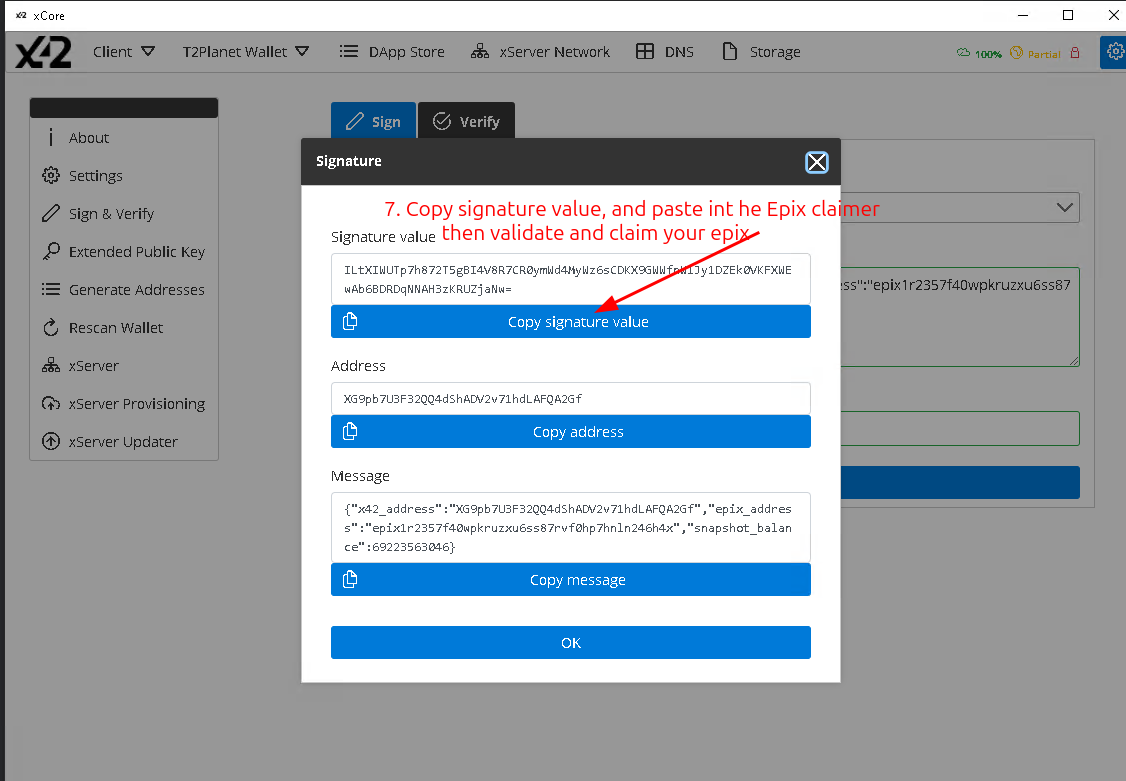 x42 xCore
x42 Client T2Planet Wallet DApp Store xServer Network DNS Storage 100% Partial
About
Settings
Sign & Verify
Extended Public Key
Generate Addresses
Rescan Wallet
xServer
xServer Provisioning
xServer Updater
Sign Verify
Signature
7. Copy signature value, and paste int he Epix claimer
then validate and claim your epix
Signature value
Copy signature value
Address
XG9pb7U3F32QQ4dShADV2v71hdLAFQA2Gf
Copy address
Message
{"x42_address":"XG9pb7U3F32QQ4dShADV2v71hdLAFQA2Gf","epix_addres
s":"epix1r2357f40wpkruzxu6ss87rvf0hp7hnln246h4x","snapshot_balan
ce":69223563046}
Copy message
OK
ss":"epix1r2357f40wpkruzxu6ss87